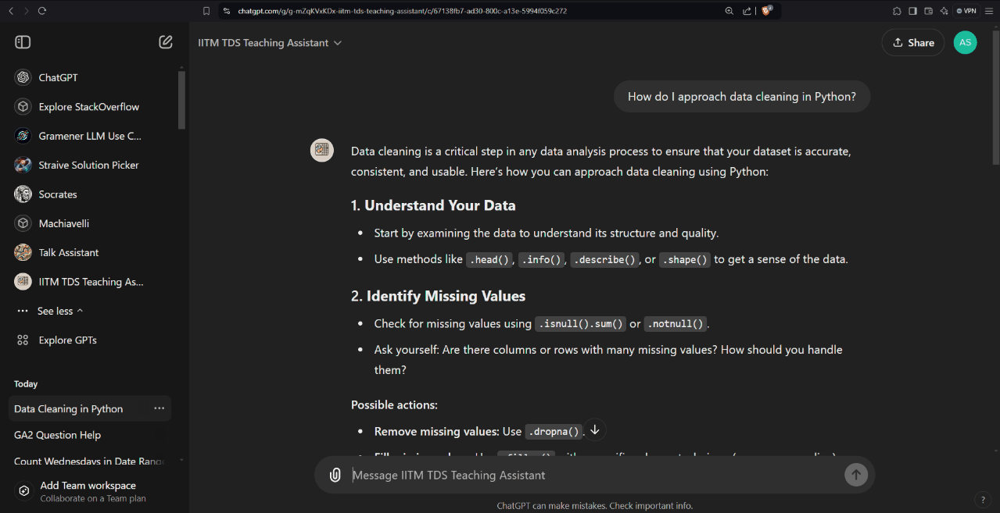 chatgpt.com/g/g-mZqKVxKDx-iitm-tds-teaching-assistant/c/67138fb7-ad30-800c-a13e-5994f059c272
VPN
IITM TDS Teaching Assistant
Share
AS
ChatGPT
Explore StackOverflow
Gramener LLM Use C...
Straive Solution Picker
Socrates
Machiavelli
Talk Assistant
IITM TDS Teaching As...
See less
Explore GPTs
Today
Data Cleaning in Python
GA2 Question Help
Count Wednesdays in Date Rang
Add Team workspace
Collaborate on a Team plan
How do I approach data cleaning in Python?
Data cleaning is a critical step in any data analysis process to ensure that your dataset is accurate,
consistent, and usable. Here's how you can approach data cleaning using Python:
1. Understand Your Data
• Start by examining the data to understand its structure and quality.
• Use methods like .head(), .info(), .describe(), or .shape() to get a sense of the data.
2. Identify Missing Values
• Check for missing values using .isnull().sum() or .notnull().
• Ask yourself: Are there columns or rows with many missing values? How should you handle
them?
Possible actions:
• Remove missing values: Use .dropna().
Message IITM TDS Teaching Assistant
ChatGPT can make mistakes. Check important info.
?